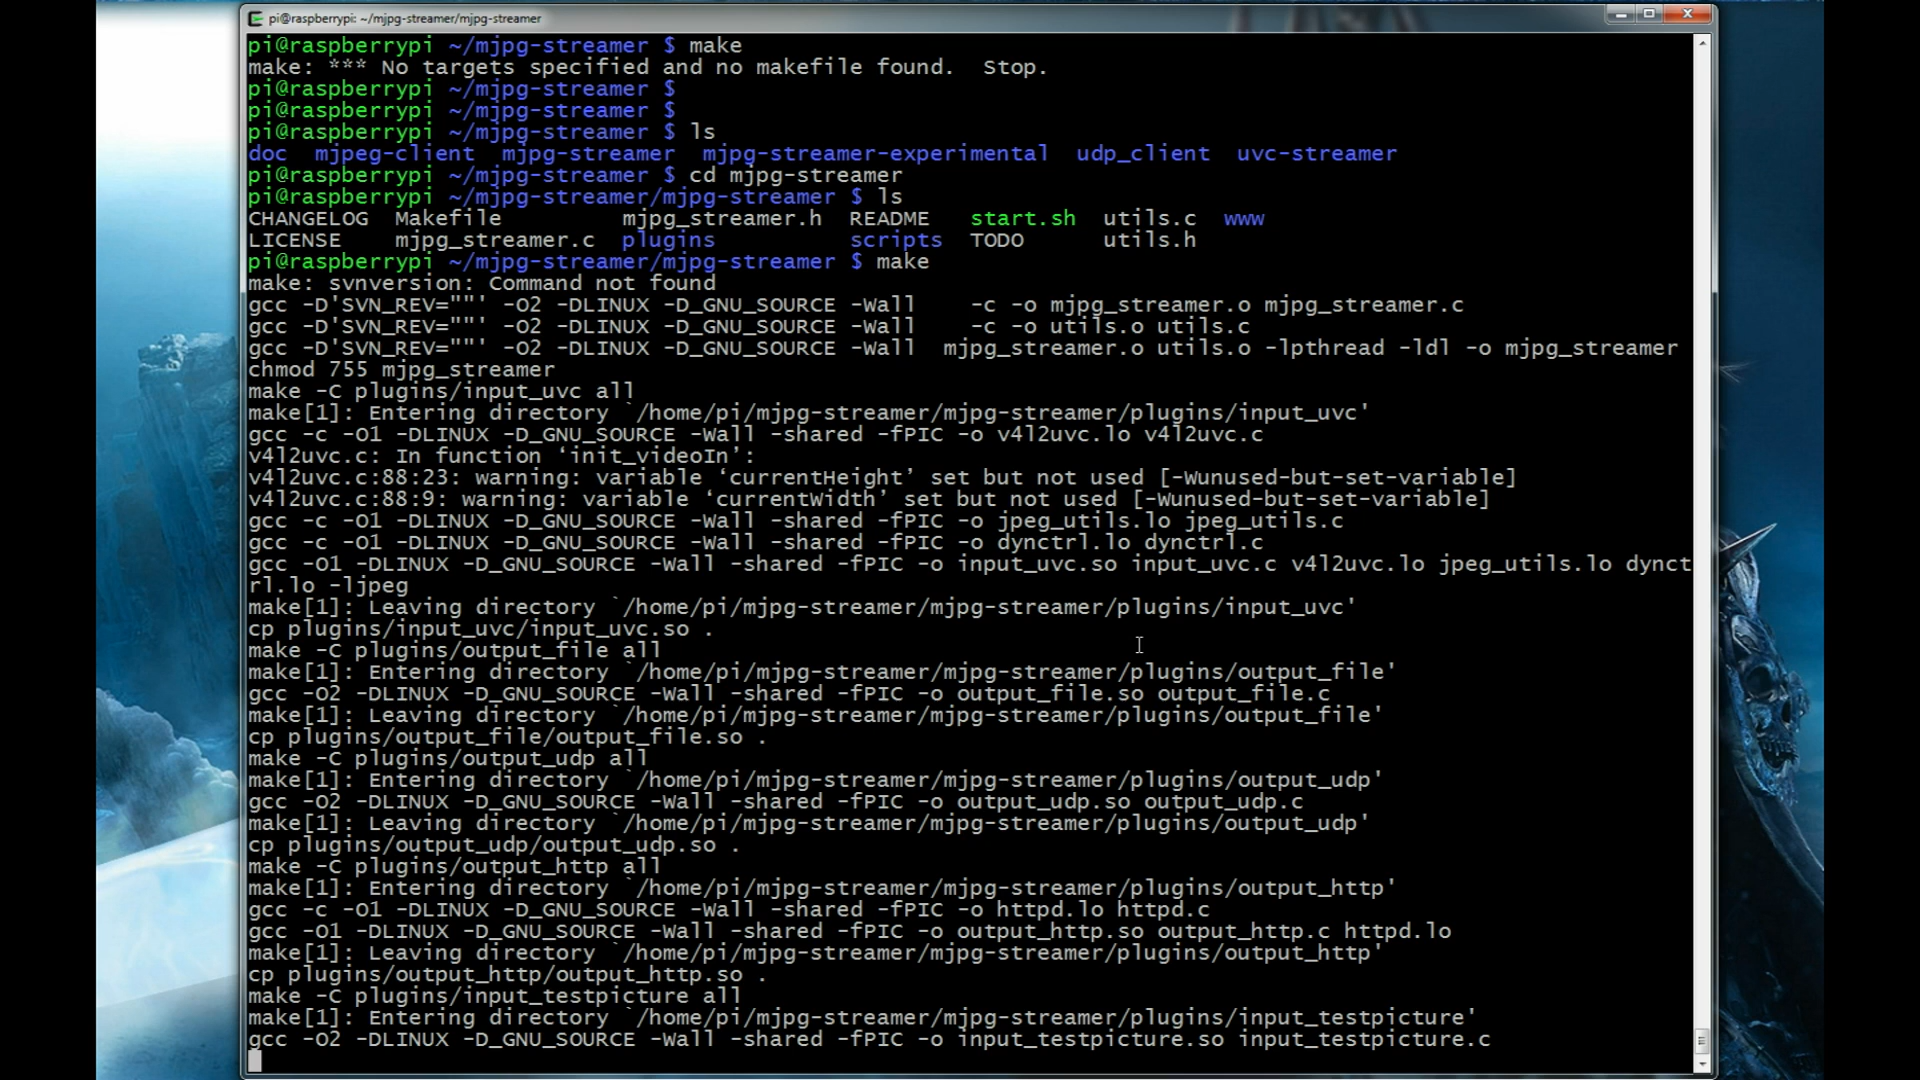 pi@raspberrypi: ~/mjpg-streamer/mjpg-streamer
pi@raspberrypi ~/mjpg-streamer $ make
make: *** No targets specified and no makefile found.  Stop.
pi@raspberrypi ~/mjpg-streamer $
pi@raspberrypi ~/mjpg-streamer $
pi@raspberrypi ~/mjpg-streamer $ ls
doc  mjpeg-client  mjpg-streamer  mjpg-streamer-experimental  udp_client  uvc-streamer
pi@raspberrypi ~/mjpg-streamer $ cd mjpg-streamer
pi@raspberrypi ~/mjpg-streamer/mjpg-streamer $ ls
CHANGELOG  Makefile         mjpg_streamer.h  README   start.sh  utils.c  www
LICENSE    mjpg_streamer.c  plugins          scripts  TODO      utils.h
pi@raspberrypi ~/mjpg-streamer/mjpg-streamer $ make
make: svnversion: Command not found
gcc -D'SVN_REV=""' -O2 -DLINUX -D_GNU_SOURCE -Wall    -c -o mjpg_streamer.o mjpg_streamer.c
gcc -D'SVN_REV=""' -O2 -DLINUX -D_GNU_SOURCE -Wall    -c -o utils.o utils.c
gcc -D'SVN_REV=""' -O2 -DLINUX -D_GNU_SOURCE -Wall  mjpg_streamer.o utils.o -lpthread -ldl -o mjpg_streamer
chmod 755 mjpg_streamer
make -C plugins/input_uvc all
make[1]: Entering directory `/home/pi/mjpg-streamer/mjpg-streamer/plugins/input_uvc'
gcc -c -O1 -DLINUX -D_GNU_SOURCE -Wall -shared -fPIC -o v4l2uvc.lo v4l2uvc.c
v4l2uvc.c: In function ‘init_videoIn’:
v4l2uvc.c:88:23: warning: variable ‘currentHeight’ set but not used [-Wunused-but-set-variable]
v4l2uvc.c:88:9: warning: variable ‘currentWidth’ set but not used [-Wunused-but-set-variable]
gcc -c -O1 -DLINUX -D_GNU_SOURCE -Wall -shared -fPIC -o jpeg_utils.lo jpeg_utils.c
gcc -c -O1 -DLINUX -D_GNU_SOURCE -Wall -shared -fPIC -o dynctrl.lo dynctrl.c
gcc -O1 -DLINUX -D_GNU_SOURCE -Wall -shared -fPIC -o input_uvc.so input_uvc.c v4l2uvc.lo jpeg_utils.lo dynct
rl.lo -ljpeg
make[1]: Leaving directory `/home/pi/mjpg-streamer/mjpg-streamer/plugins/input_uvc'
cp plugins/input_uvc/input_uvc.so .
make -C plugins/output_file all
make[1]: Entering directory `/home/pi/mjpg-streamer/mjpg-streamer/plugins/output_file'
gcc -O2 -DLINUX -D_GNU_SOURCE -Wall -shared -fPIC -o output_file.so output_file.c
make[1]: Leaving directory `/home/pi/mjpg-streamer/mjpg-streamer/plugins/output_file'
cp plugins/output_file/output_file.so .
make -C plugins/output_udp all
make[1]: Entering directory `/home/pi/mjpg-streamer/mjpg-streamer/plugins/output_udp'
gcc -O2 -DLINUX -D_GNU_SOURCE -Wall -shared -fPIC -o output_udp.so output_udp.c
make[1]: Leaving directory `/home/pi/mjpg-streamer/mjpg-streamer/plugins/output_udp'
cp plugins/output_udp/output_udp.so .
make -C plugins/output_http all
make[1]: Entering directory `/home/pi/mjpg-streamer/mjpg-streamer/plugins/output_http'
gcc -c -O1 -DLINUX -D_GNU_SOURCE -Wall -shared -fPIC -o httpd.lo httpd.c
gcc -O1 -DLINUX -D_GNU_SOURCE -Wall -shared -fPIC -o output_http.so output_http.c httpd.lo
make[1]: Leaving directory `/home/pi/mjpg-streamer/mjpg-streamer/plugins/output_http'
cp plugins/output_http/output_http.so .
make -C plugins/input_testpicture all
make[1]: Entering directory `/home/pi/mjpg-streamer/mjpg-streamer/plugins/input_testpicture'
gcc -O2 -DLINUX -D_GNU_SOURCE -Wall -shared -fPIC -o input_testpicture.so input_testpicture.c